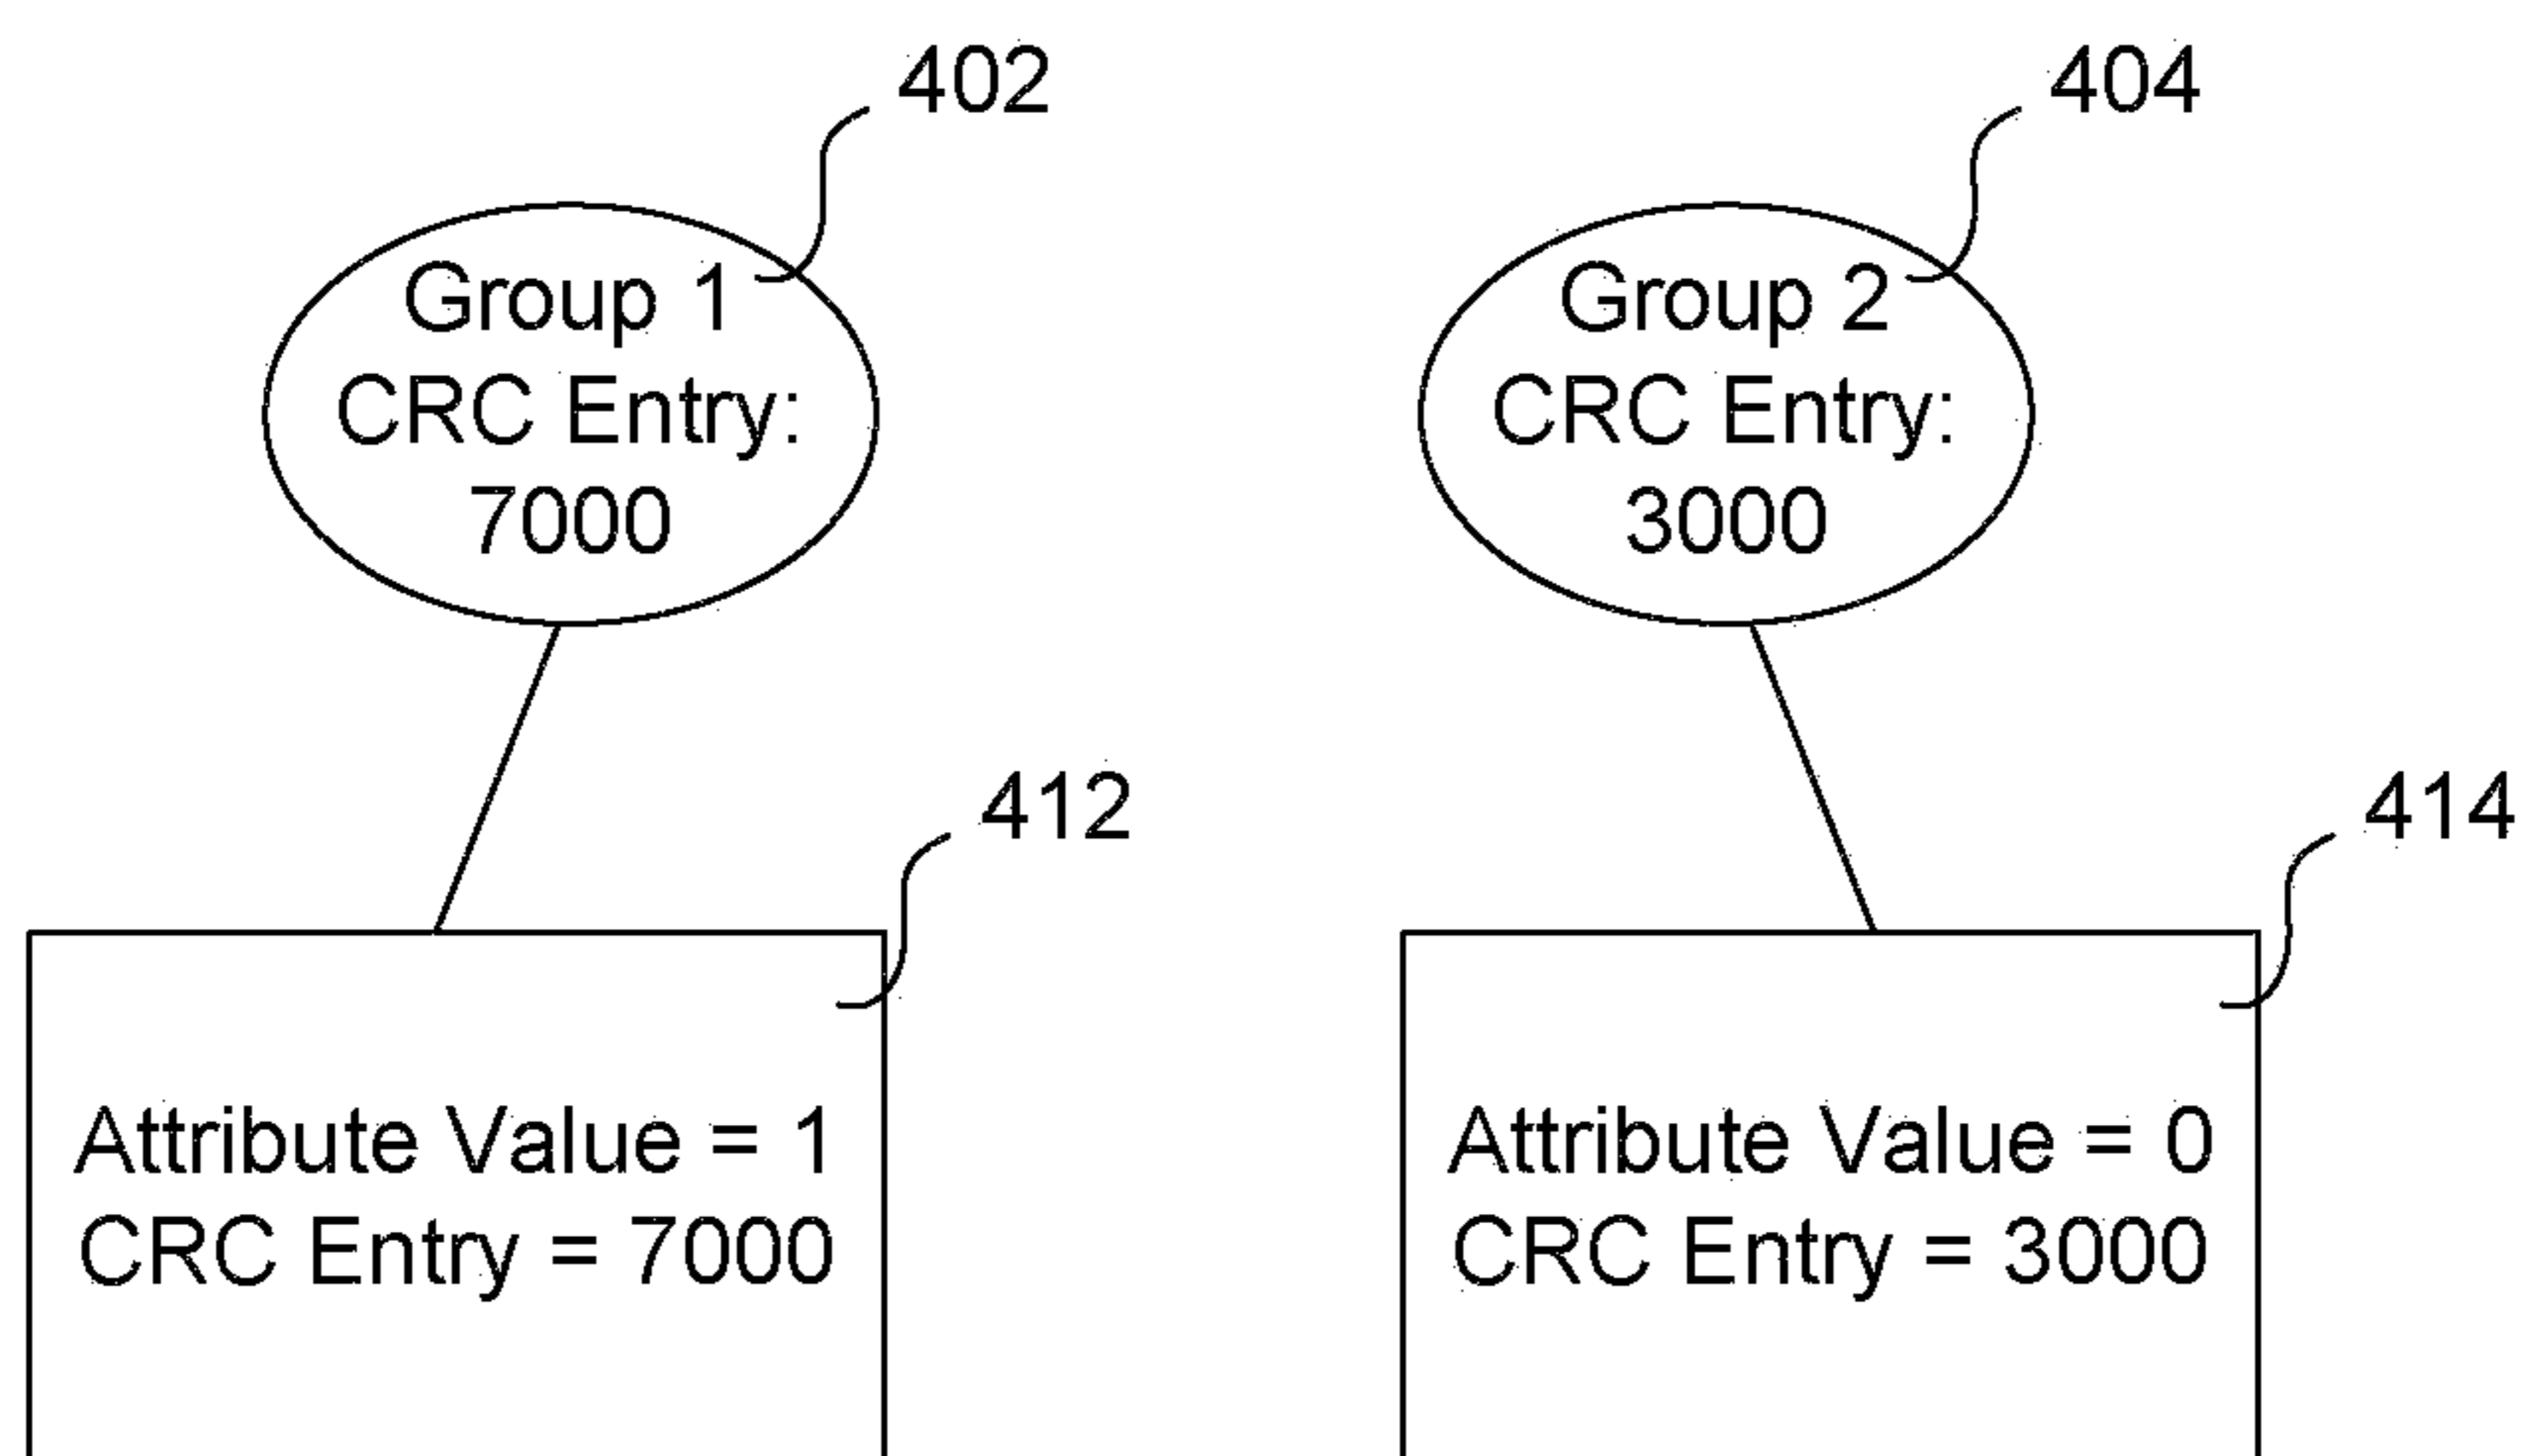 402
404
Group 1
CRC Entry:
7000
Group 2
CRC Entry:
3000
412
414
Attribute Value = 1
CRC Entry = 7000
Attribute Value = 0
CRC Entry = 3000